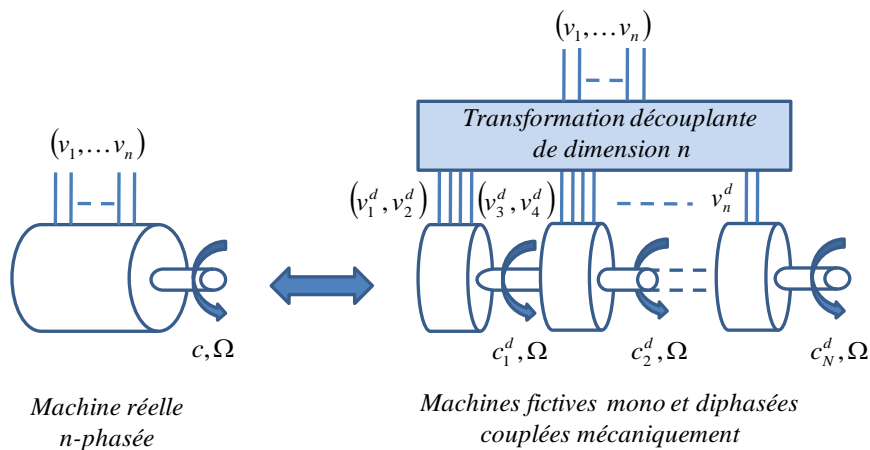 (v₁,… vₙ)
Transformation découplante
de dimension n
(v₁,… vₙ)
(v₁ᵈ, v₂ᵈ) (v₃ᵈ, v₄ᵈ) vₙᵈ
c, Ω
c₁ᵈ, Ω c₂ᵈ, Ω c_Nᵈ, Ω
Machine réelle
n-phasée
Machines fictives mono et diphasées
couplées mécaniquement